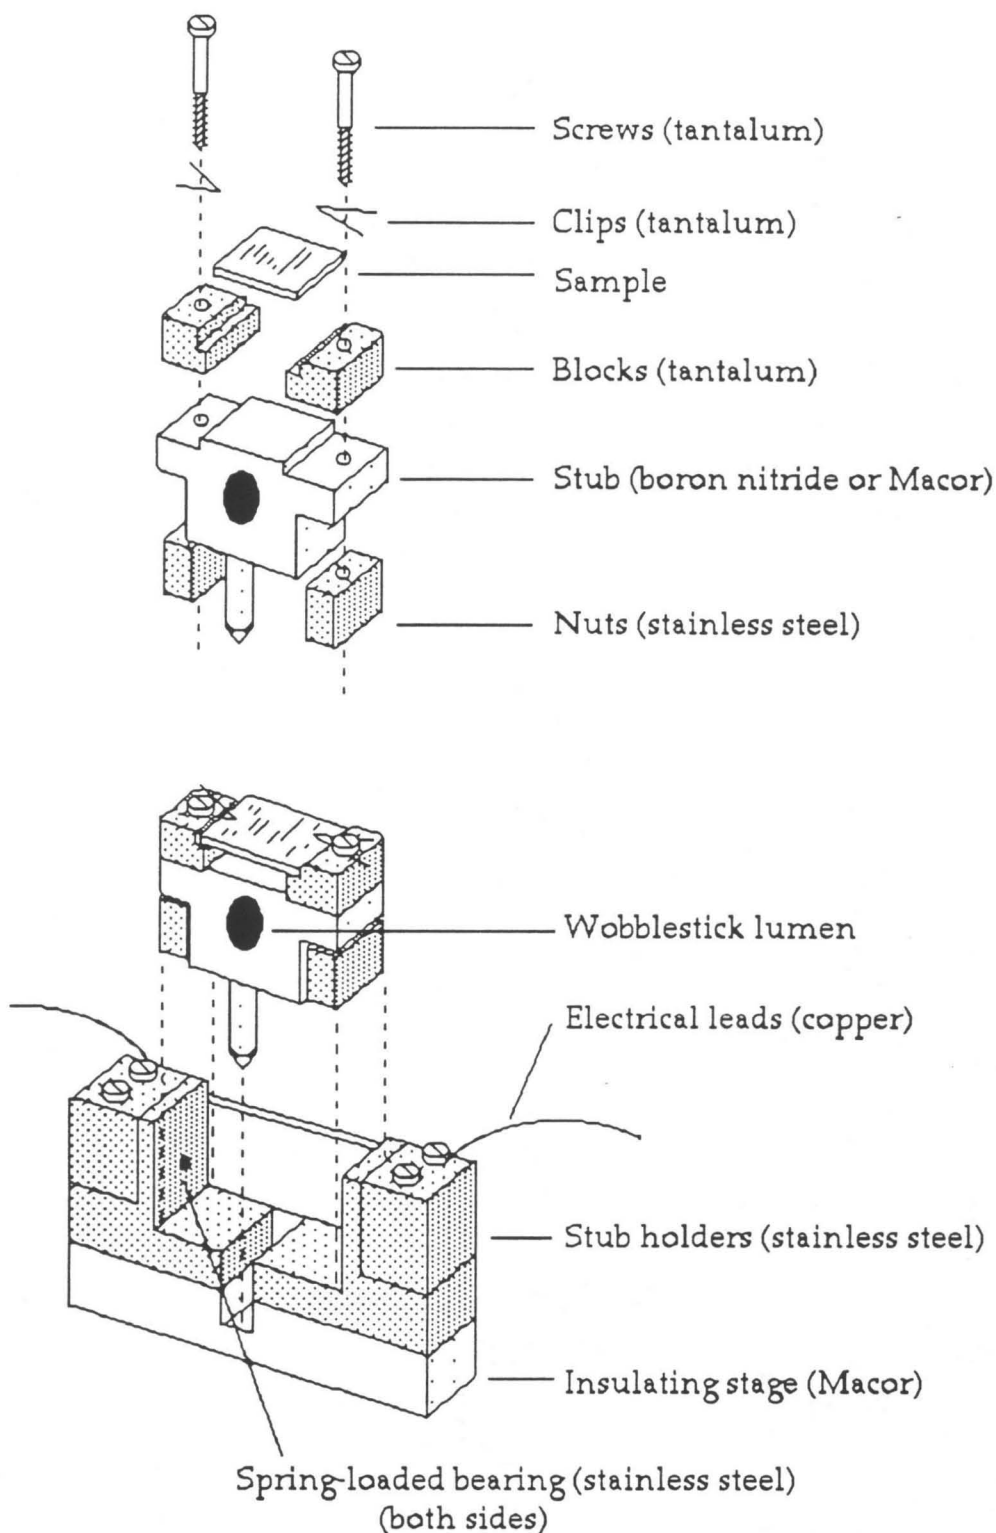 Screws (tantalum)
Clips (tantalum)
Sample
Blocks (tantalum)
Stub (boron nitride or Macor)
Nuts (stainless steel)
Wobblestick lumen
Electrical leads (copper)
Stub holders (stainless steel)
Insulating stage (Macor)
Spring-loaded bearing (stainless steel)
(both sides)